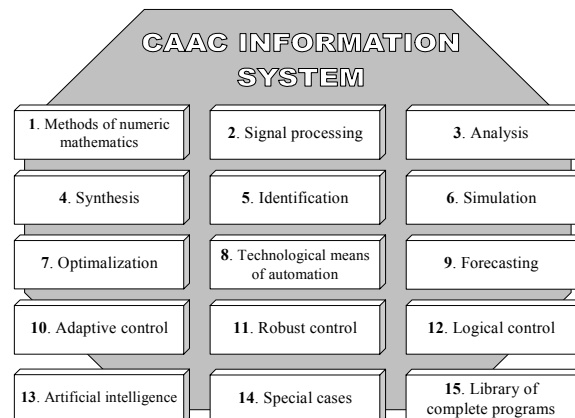 CAAC INFORMATION
SYSTEM
1. Methods of numeric
mathematics
2. Signal processing
3. Analysis
4. Synthesis
5. Identification
6. Simulation
7. Optimalization
8. Technological means
of automation
9. Forecasting
10. Adaptive control
11. Robust control
12. Logical control
13. Artificial intelligence
14. Special cases
15. Library of
complete programs